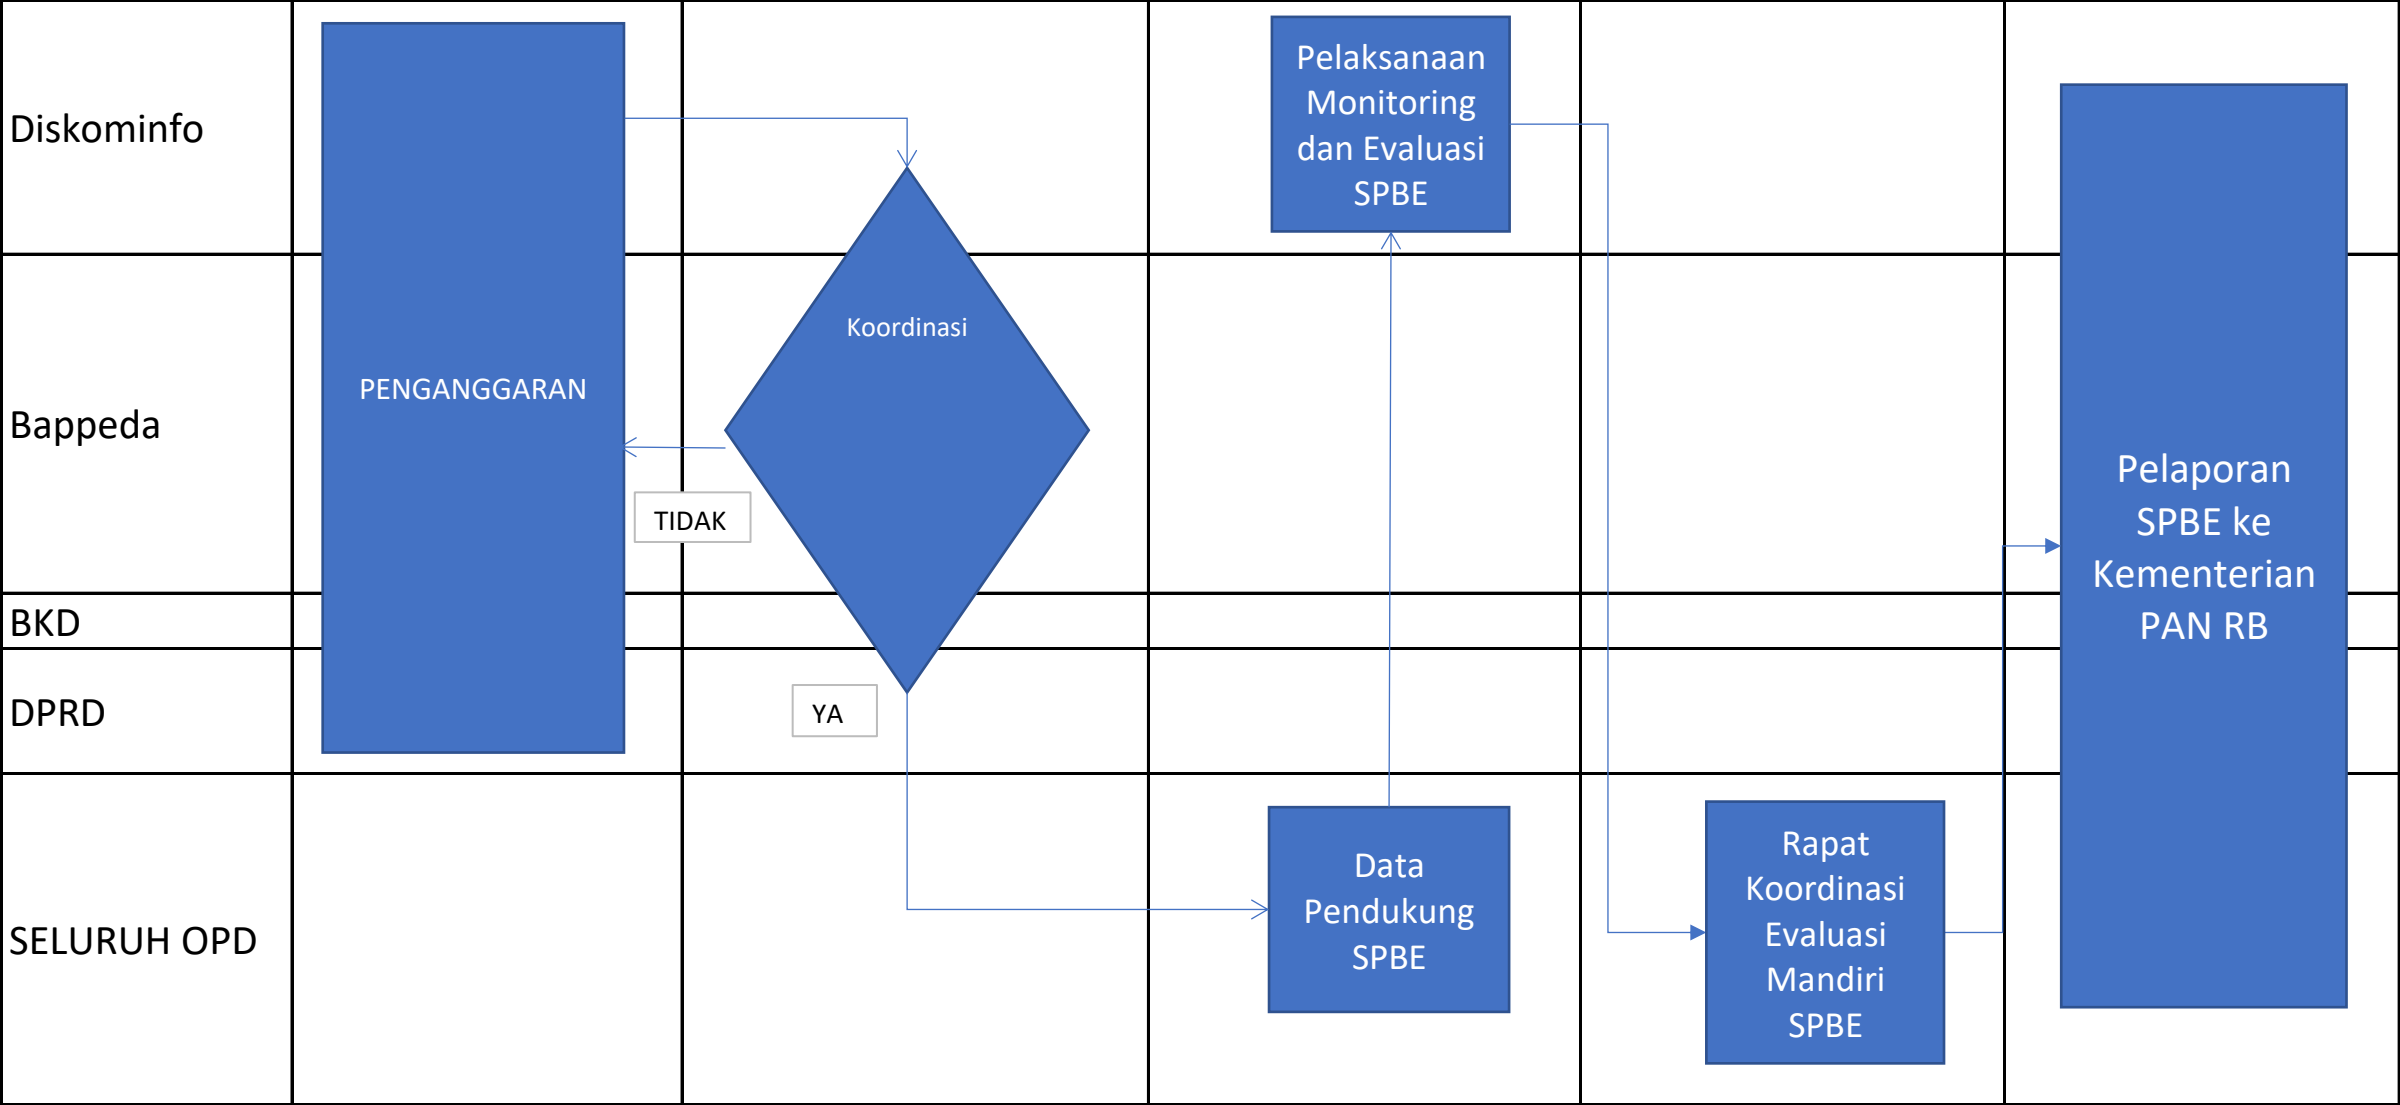 Diskominfo
Bappeda
BKD
DPRD
SELURUH OPD
PENGANGGARAN
Koordinasi
TIDAK
YA
Pelaksanaan
Monitoring
dan Evaluasi
SPBE
Data
Pendukung
SPBE
Rapat
Koordinasi
Evaluasi
Mandiri
SPBE
Pelaporan
SPBE ke
Kementerian
PAN RB